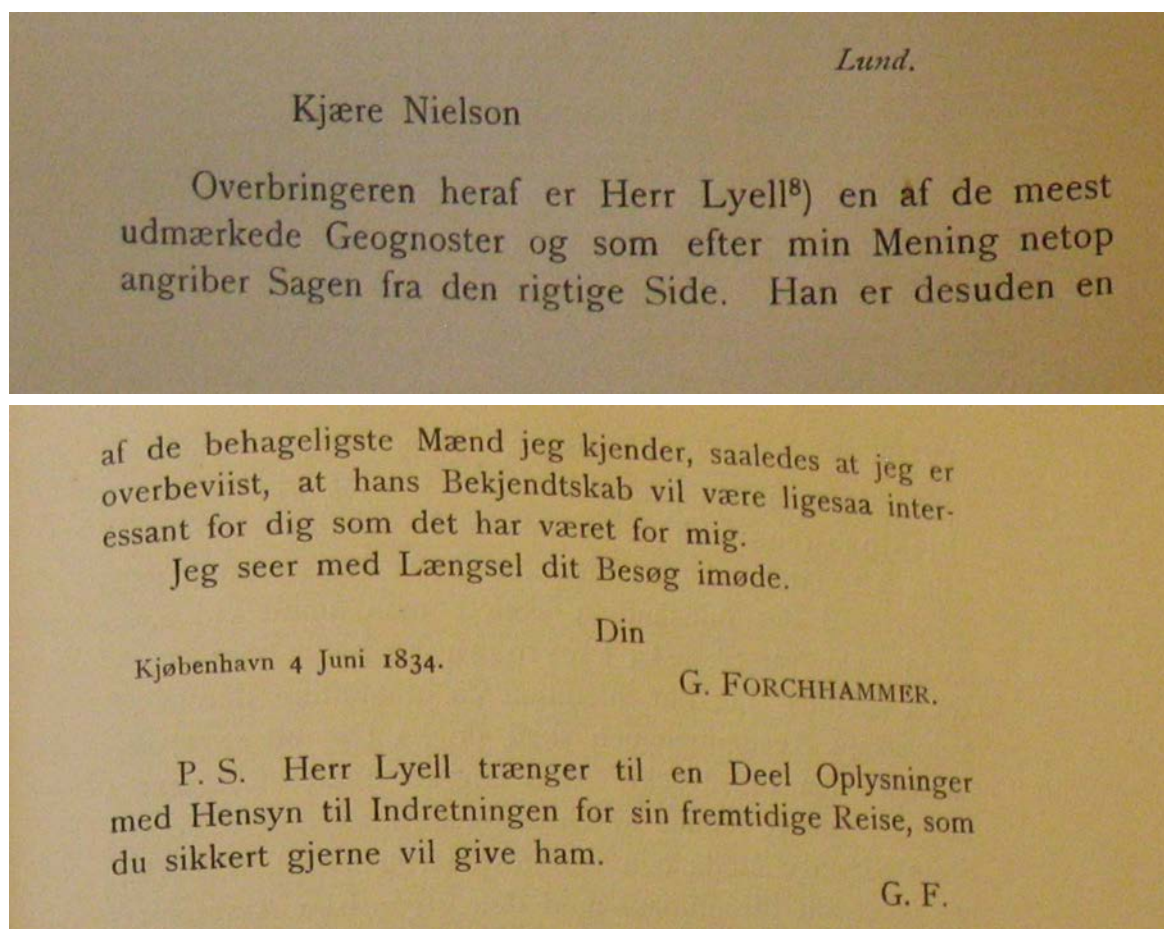 Lund.
Kjære Nielson
Overbringeren heraf er Herr Lyell⁸) en af de meest
udmærkede Geognoster og som efter min Mening netop
angriber Sagen fra den rigtige Side. Han er desuden en
af de behageligste Mænd jeg kjender, saaledes at jeg er
overbeviist, at hans Bekjendtskab vil være ligesaa inter-
essant for dig som det har været for mig.
Jeg seer med Længsel dit Besøg imøde.
Din
Kjøbenhavn 4 Juni 1834.
G. FORCHHAMMER.
P. S. Herr Lyell trænger til en Deel Oplysninger
med Hensyn til Indretningen for sin fremtidige Reise, som
du sikkert gjerne vil give ham.
G. F.